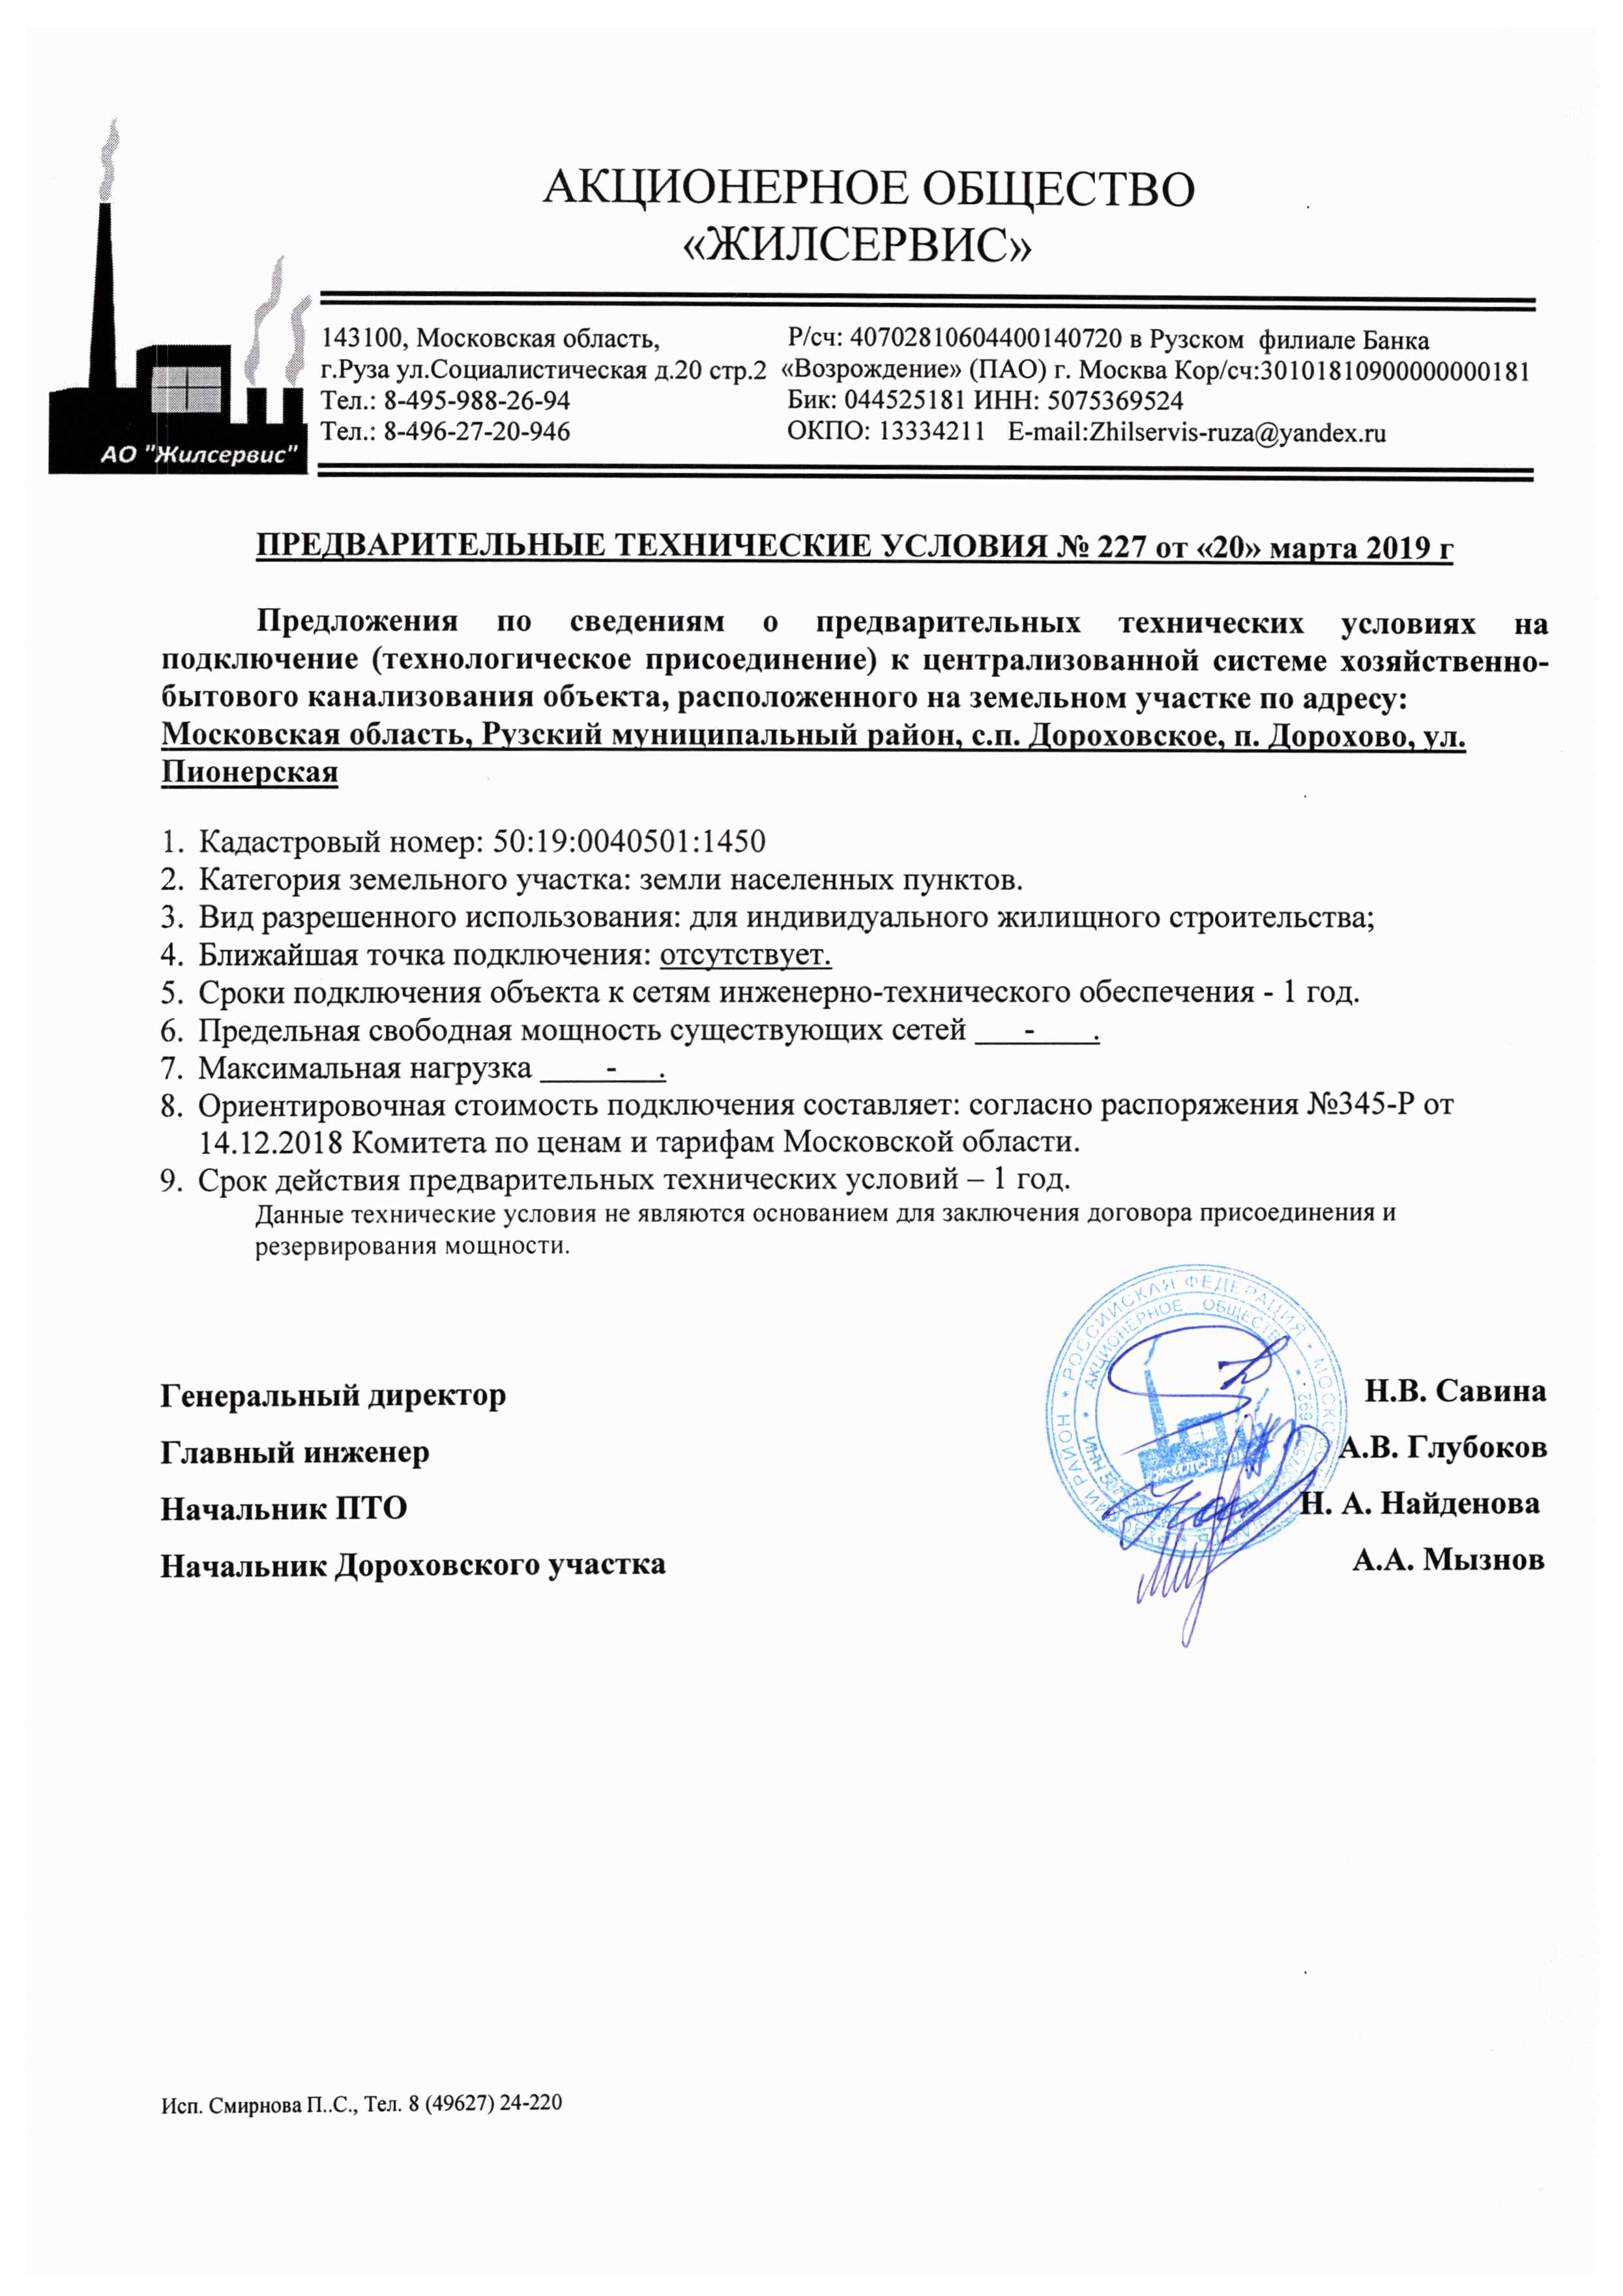 АКЦИОНЕРНОЕ ОБЩЕСТВО
«ЖИЛСЕРВИС»
АО "Жилсервис"
143100, Московская область,
г.Руза ул.Социалистическая д.20 стр.2
Тел.: 8-495-988-26-94
Тел.: 8-496-27-20-946
Р/сч: 40702810604400140720 в Рузском филиале Банка
«Возрождение» (ПАО) г. Москва Кор/сч:30101810900000000181
Бик: 044525181 ИНН: 5075369524
ОКПО: 13334211 E-mail:Zhilservis-ruza@yandex.ru
ПРЕДВАРИТЕЛЬНЫЕ ТЕХНИЧЕСКИЕ УСЛОВИЯ № 227 от «20» марта 2019 г
Предложения по сведениям о предварительных технических условиях на
подключение (технологическое присоединение) к централизованной системе хозяйственно-
бытового канализования объекта, расположенного на земельном участке по адресу:
Московская область, Рузский муниципальный район, с.п. Дороховское, п. Дорохово, ул.
Пионерская
1. Кадастровый номер: 50:19:0040501:1450
2. Категория земельного участка: земли населенных пунктов.
3. Вид разрешенного использования: для индивидуального жилищного строительства;
4. Ближайшая точка подключения: отсутствует.
5. Сроки подключения объекта к сетям инженерно-технического обеспечения - 1 год.
6. Предельная свободная мощность существующих сетей ___-____.
7. Максимальная нагрузка ____-___.
8. Ориентировочная стоимость подключения составляет: согласно распоряжения №345-Р от
14.12.2018 Комитета по ценам и тарифам Московской области.
9. Срок действия предварительных технических условий – 1 год.
Данные технические условия не являются основанием для заключения договора присоединения и
резервирования мощности.
РОССИЙСКАЯ ФЕДЕРАЦИЯ
АКЦИОНЕРНОЕ ОБЩЕСТВО
Генеральный директор Н.В. Савина
Главный инженер А.В. Глубоков
Начальник ПТО Н. А. Найденова
Начальник Дороховского участка А.А. Мызнов
Исп. Смирнова П..С., Тел. 8 (49627) 24-220